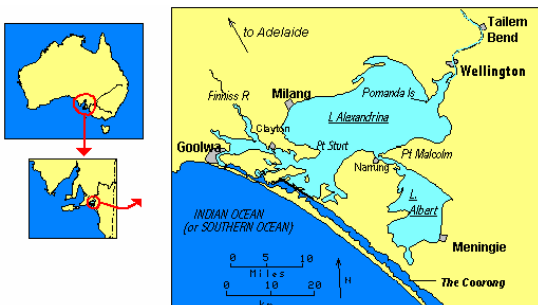 to Adelaide
Tailem
Bend
Wellington
Finniss R
Milang
Pomanda Is
L Alexandrina
Clayton
Goolwa
Pt Sturt
Pt Malcolm
Narrung
L.
Albert
INDIAN OCEAN
(or SOUTHERN OCEAN)
Meningie
0 5 10
Miles
0 10 20
km
N
The Coorong